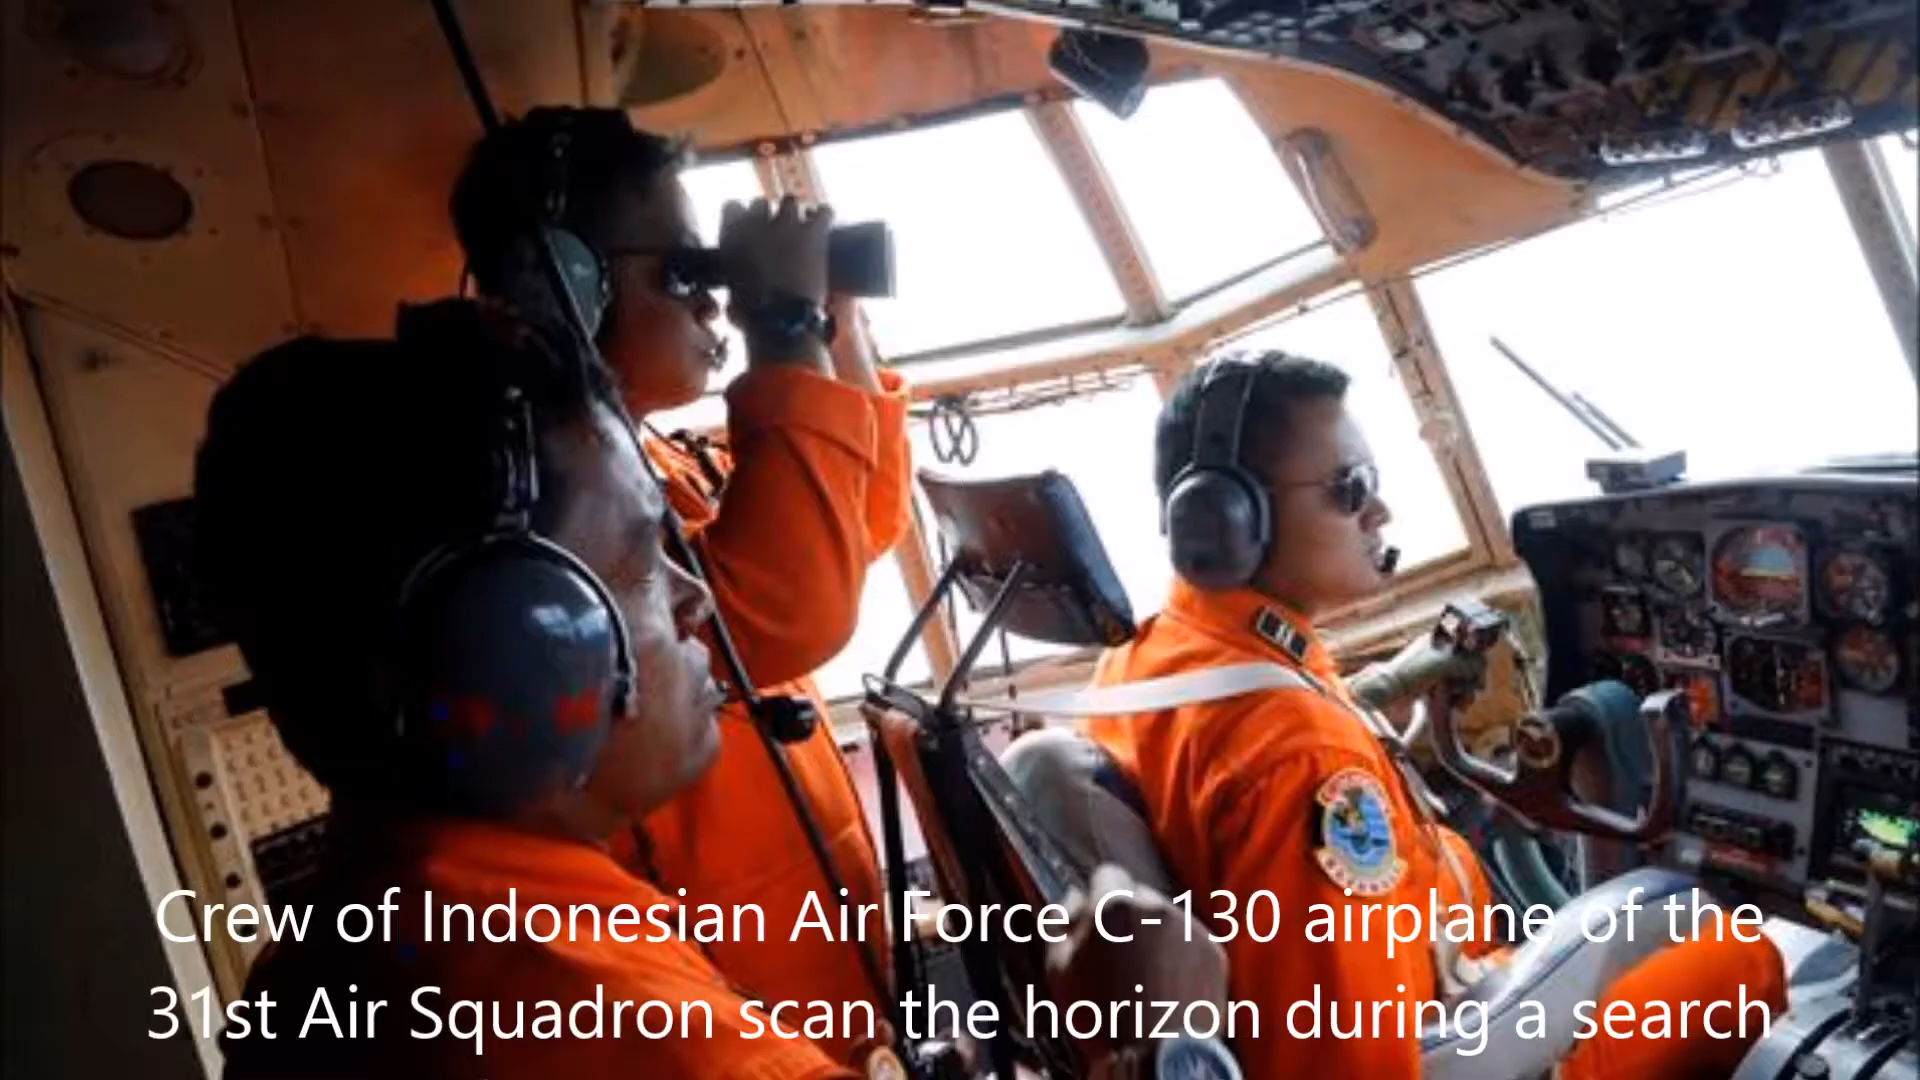 Crew of Indonesian Air Force C-130 airplane of the
31st Air Squadron scan the horizon during a search